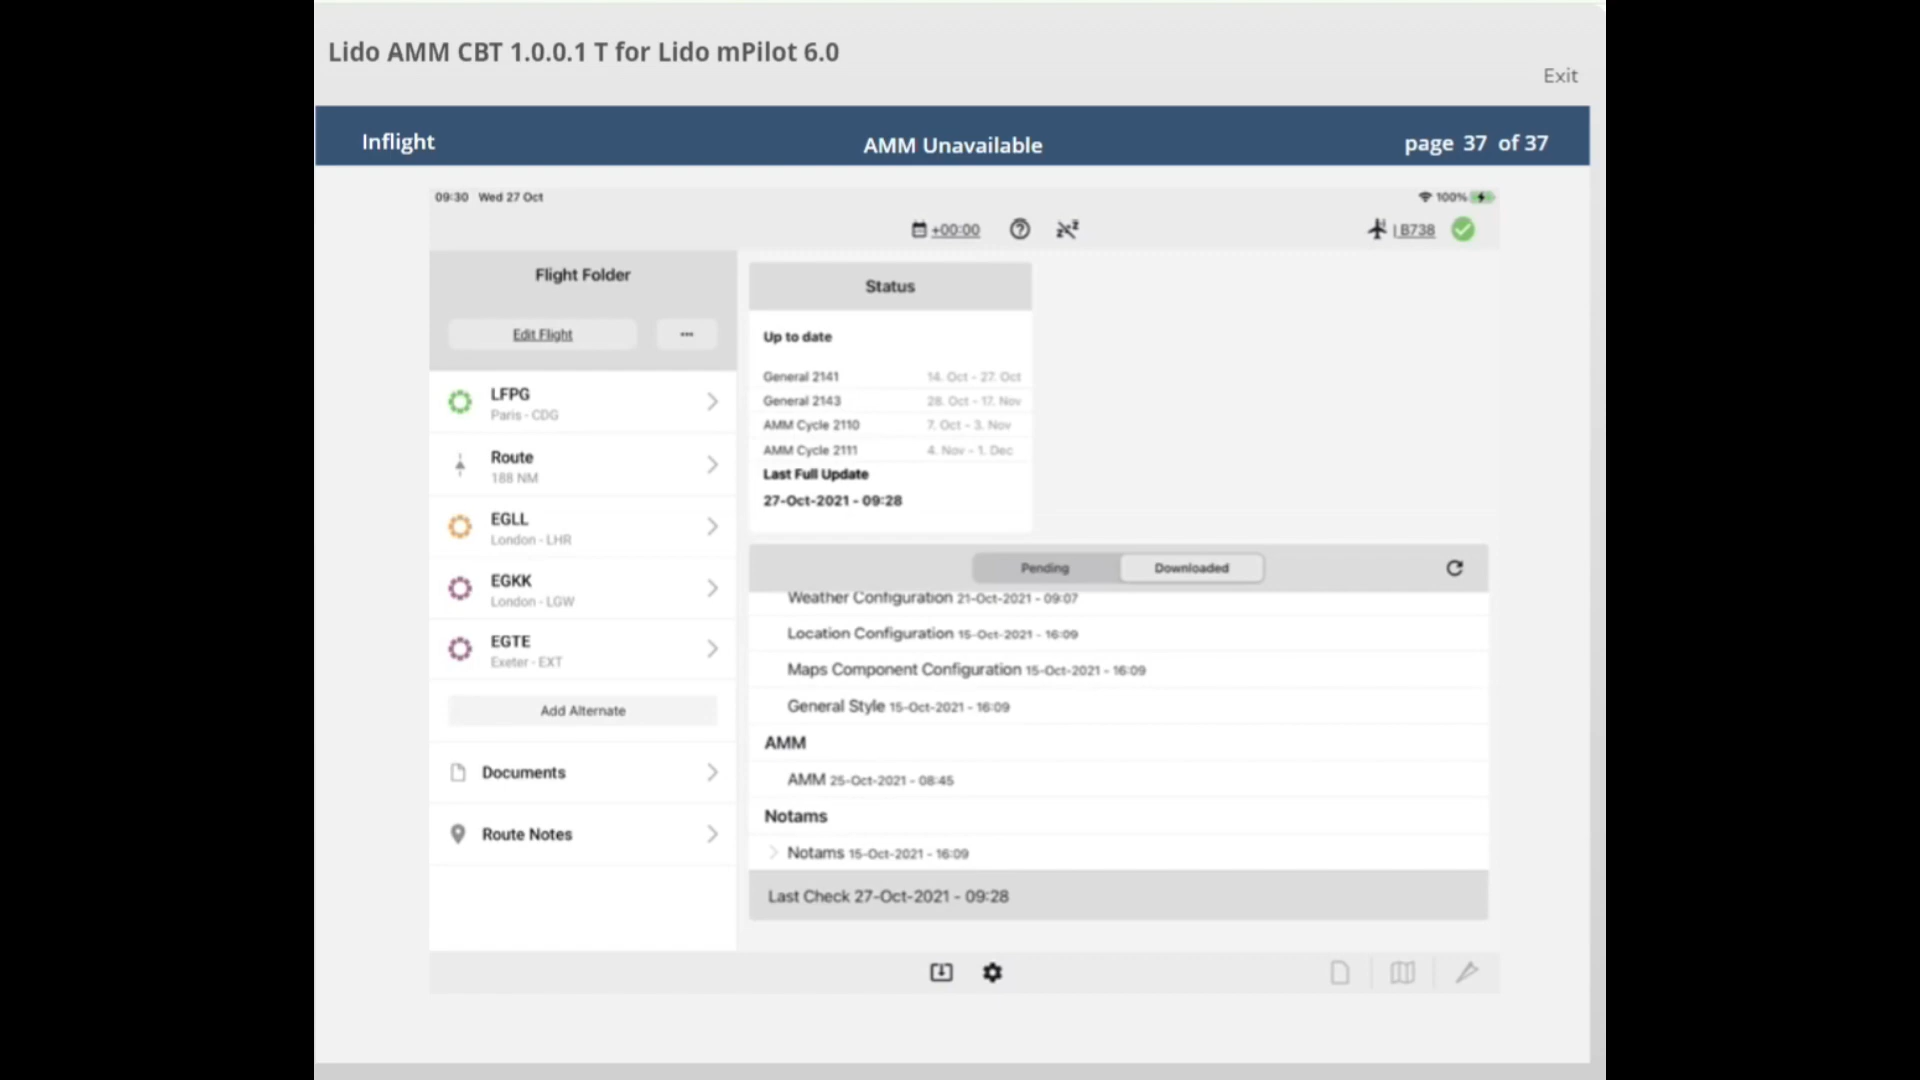 Lido AMM CBT 1.0.0.1 T for Lido mPilot 6.0
Exit
Inflight
AMM Unavailable
page 37 of 37
09:30 Wed 27 Oct
100%
+00:00
B738
Flight Folder
Edit Flight
LFPG
Paris - CDG
Route
188 NM
EGLL
London - LHR
EGKK
London - LGW
EGTE
Exeter - EXT
Add Alternate
Documents
Route Notes
Status
Up to date
General 2141 14. Oct - 27. Oct
General 2143 28. Oct - 17. Nov
AMM Cycle 2110 7. Oct - 3. Nov
AMM Cycle 2111 4. Nov - 1. Dec
Last Full Update
27-Oct-2021 - 09:28
Pending Downloaded
Weather Configuration 21-Oct-2021 - 09:07
Location Configuration 15-Oct-2021 - 16:09
Maps Component Configuration 15-Oct-2021 - 16:09
General Style 15-Oct-2021 - 16:09
AMM
AMM 25-Oct-2021 - 08:45
Notams
Notams 15-Oct-2021 - 16:09
Last Check 27-Oct-2021 - 09:28